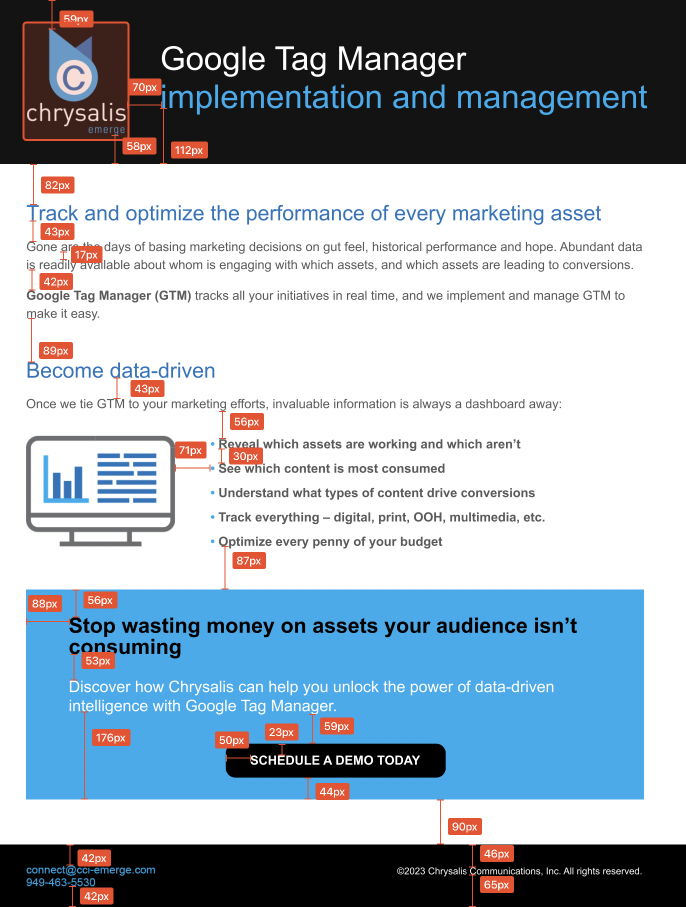 59px
Google Tag Manager
70px
implementation and management
C
chrysalis
emerge
58px
112px
82px
Track and optimize the performance of every marketing asset
43px
Gone are the days of basing marketing decisions on gut feel, historical performance and hope. Abundant data
17px
is readily available about whom is engaging with which assets, and which assets are leading to conversions.
42px
Google Tag Manager (GTM) tracks all your initiatives in real time, and we implement and manage GTM to
make it easy.
89px
Become data-driven
43px
Once we tie GTM to your marketing efforts, invaluable information is always a dashboard away:
56px
71px
• Reveal which assets are working and which aren't
30px
• See which content is most consumed
• Understand what types of content drive conversions
• Track everything – digital, print, OOH, multimedia, etc.
• Optimize every penny of your budget
87px
88px
56px
Stop wasting money on assets your audience isn't
consuming
53px
Discover how Chrysalis can help you unlock the power of data-driven
intelligence with Google Tag Manager.
59px
23px
50px
176px
SCHEDULE A DEMO TODAY
44px
90px
42px
46px
connect@cci-emerge.com
©2023 Chrysalis Communications, Inc. All rights reserved.
949-463-5530
65px
42px